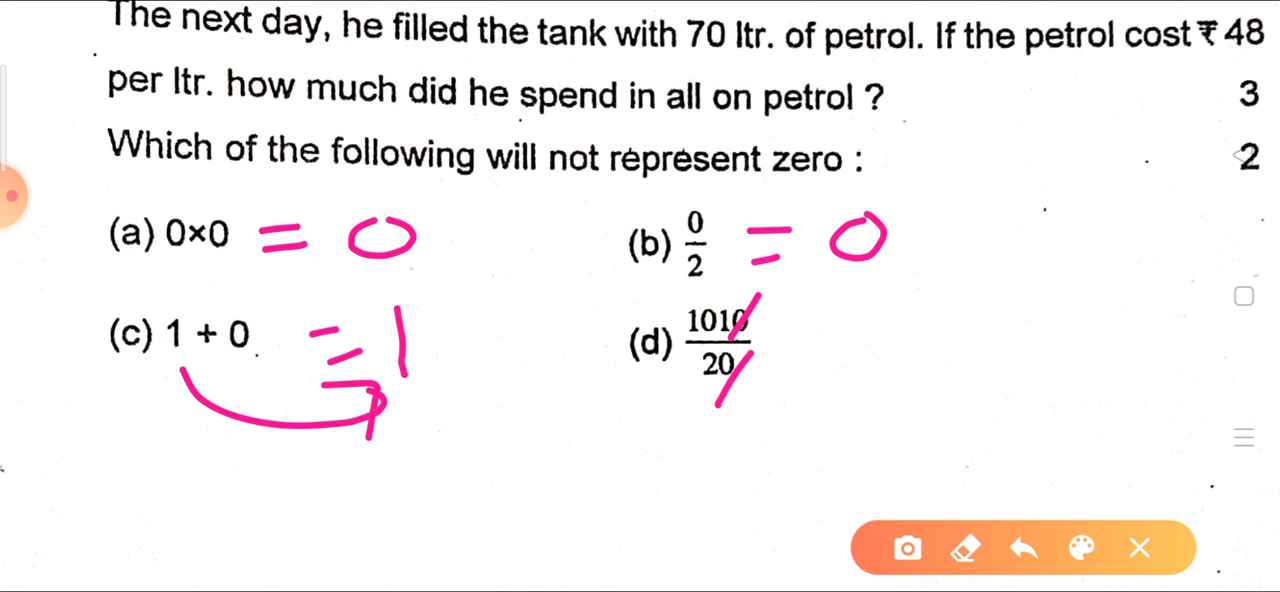 The next day, he filled the tank with 70 ltr. of petrol. If the petrol cost ₹ 48
per ltr. how much did he spend in all on petrol ? 3
Which of the following will not represent zero : 2
(a) 0×0 = 0 (b) 0/2 = 0
(c) 1 + 0 = 1 (d) 1010/20